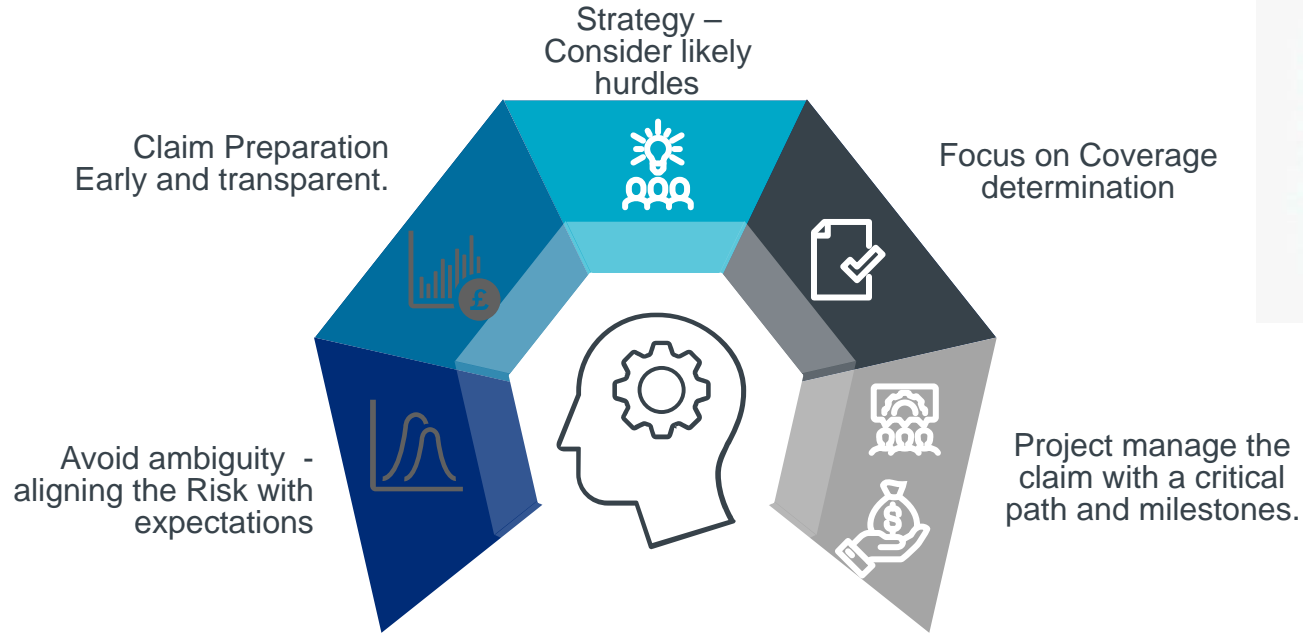 Strategy –
Consider likely
hurdles
Claim Preparation
Early and transparent.
Focus on Coverage
determination
£
Avoid ambiguity -
aligning the Risk with
expectations
Project manage the
claim with a critical
path and milestones.
$